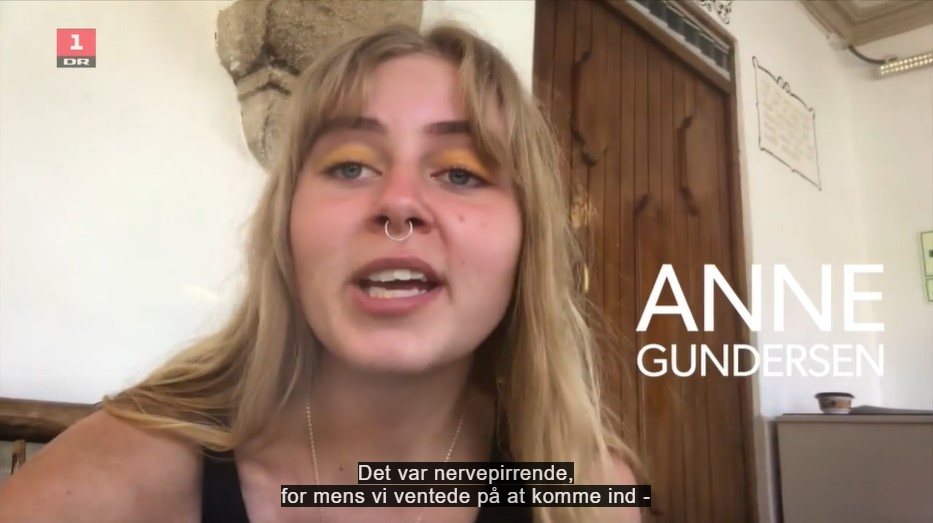 1
DR
ANNE
GUNDERSEN
Det var nervepirrende,
for mens vi ventede på at komme ind -